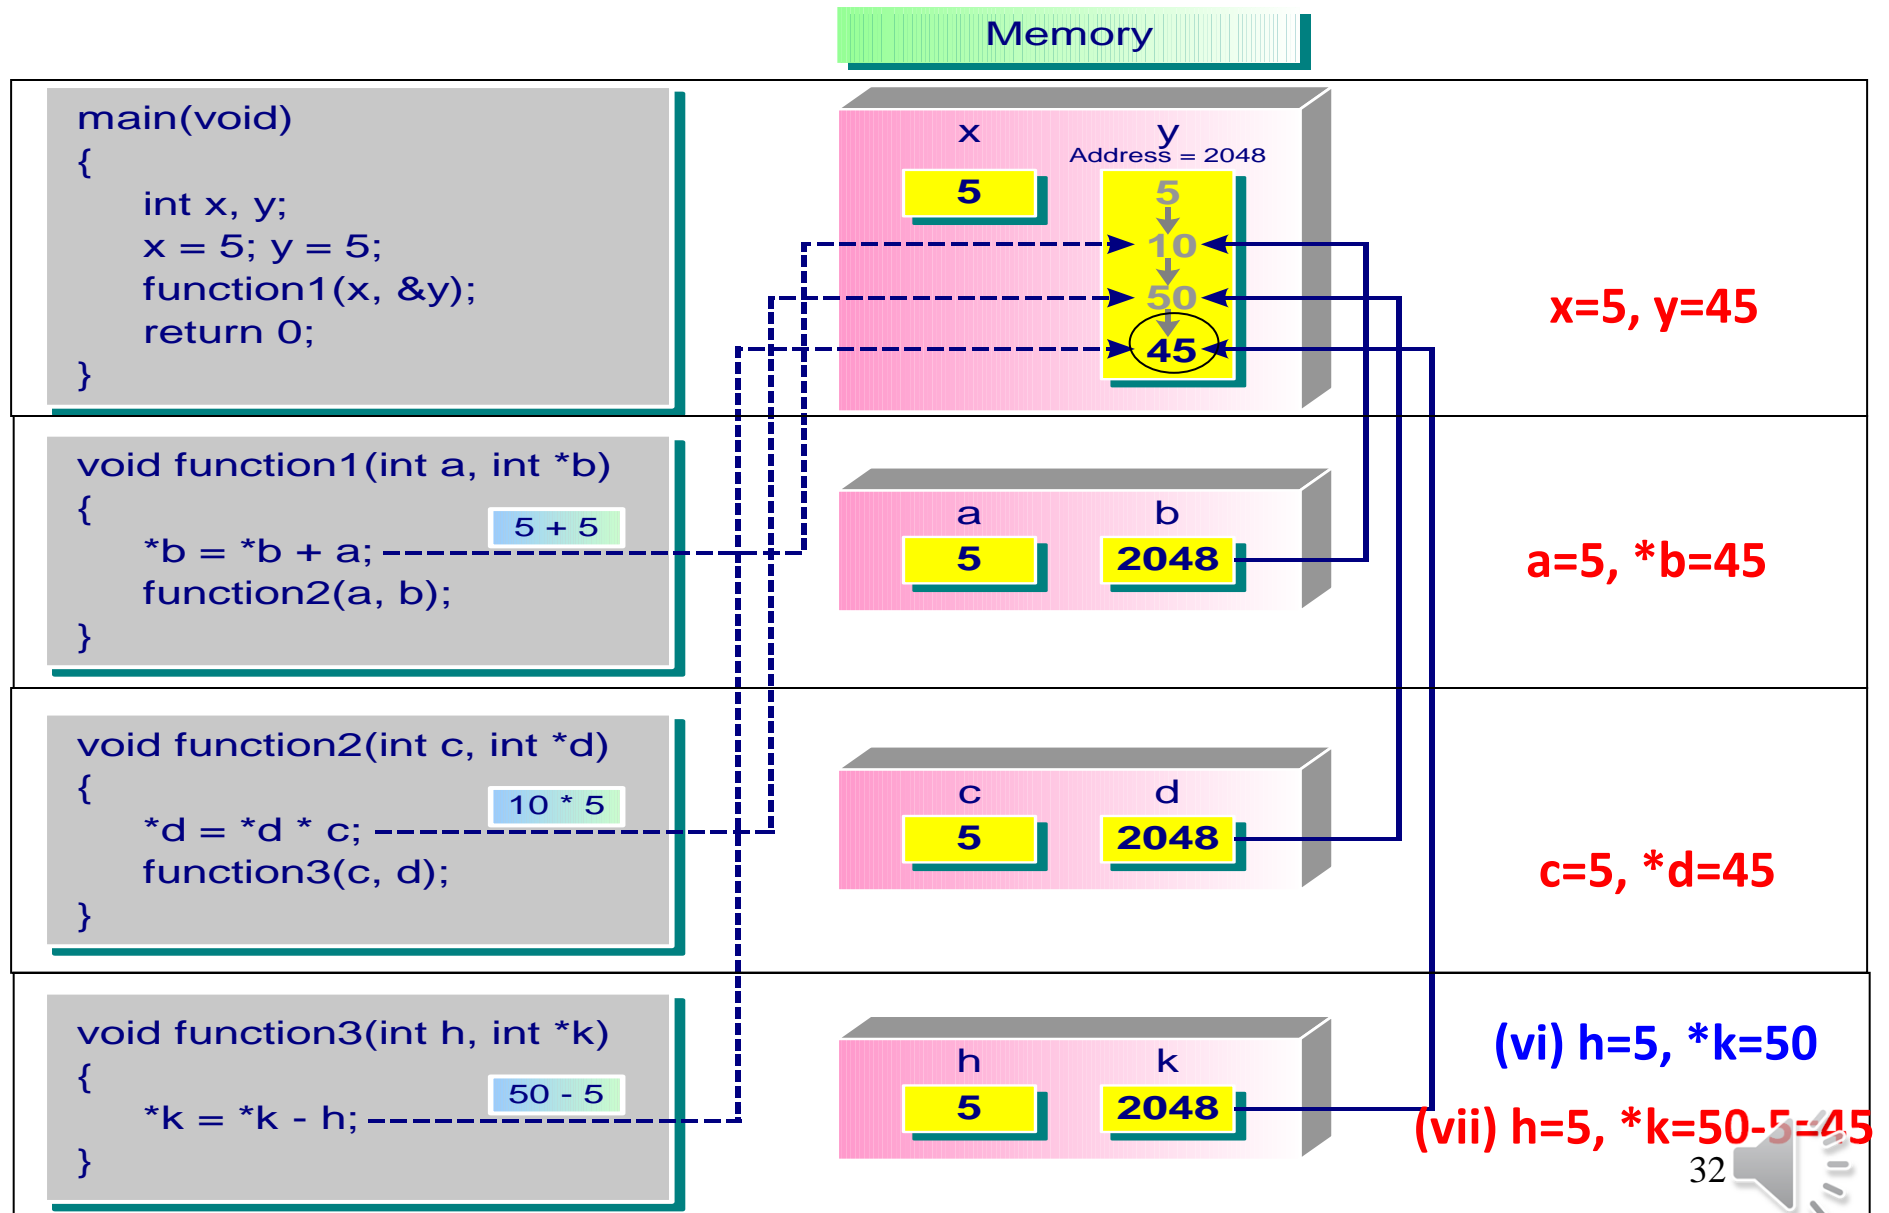 Memory
main(void)
{
int x, y;
x = 5; y = 5;
function1(x, &y);
return 0;
}
x
y
Address = 2048
5
5
10
50
45
x=5, y=45
void function1(int a, int *b)
{
5 + 5
*b = *b + a;
function2(a, b);
}
a
b
5
2048
a=5, *b=45
void function2(int c, int *d)
{
10 * 5
*d = *d * c;
function3(c, d);
}
c
d
5
2048
c=5, *d=45
void function3(int h, int *k)
{
50 - 5
*k = *k - h;
}
h
k
5
2048
(vi) h=5, *k=50
(vii) h=5, *k=50-5=45
32